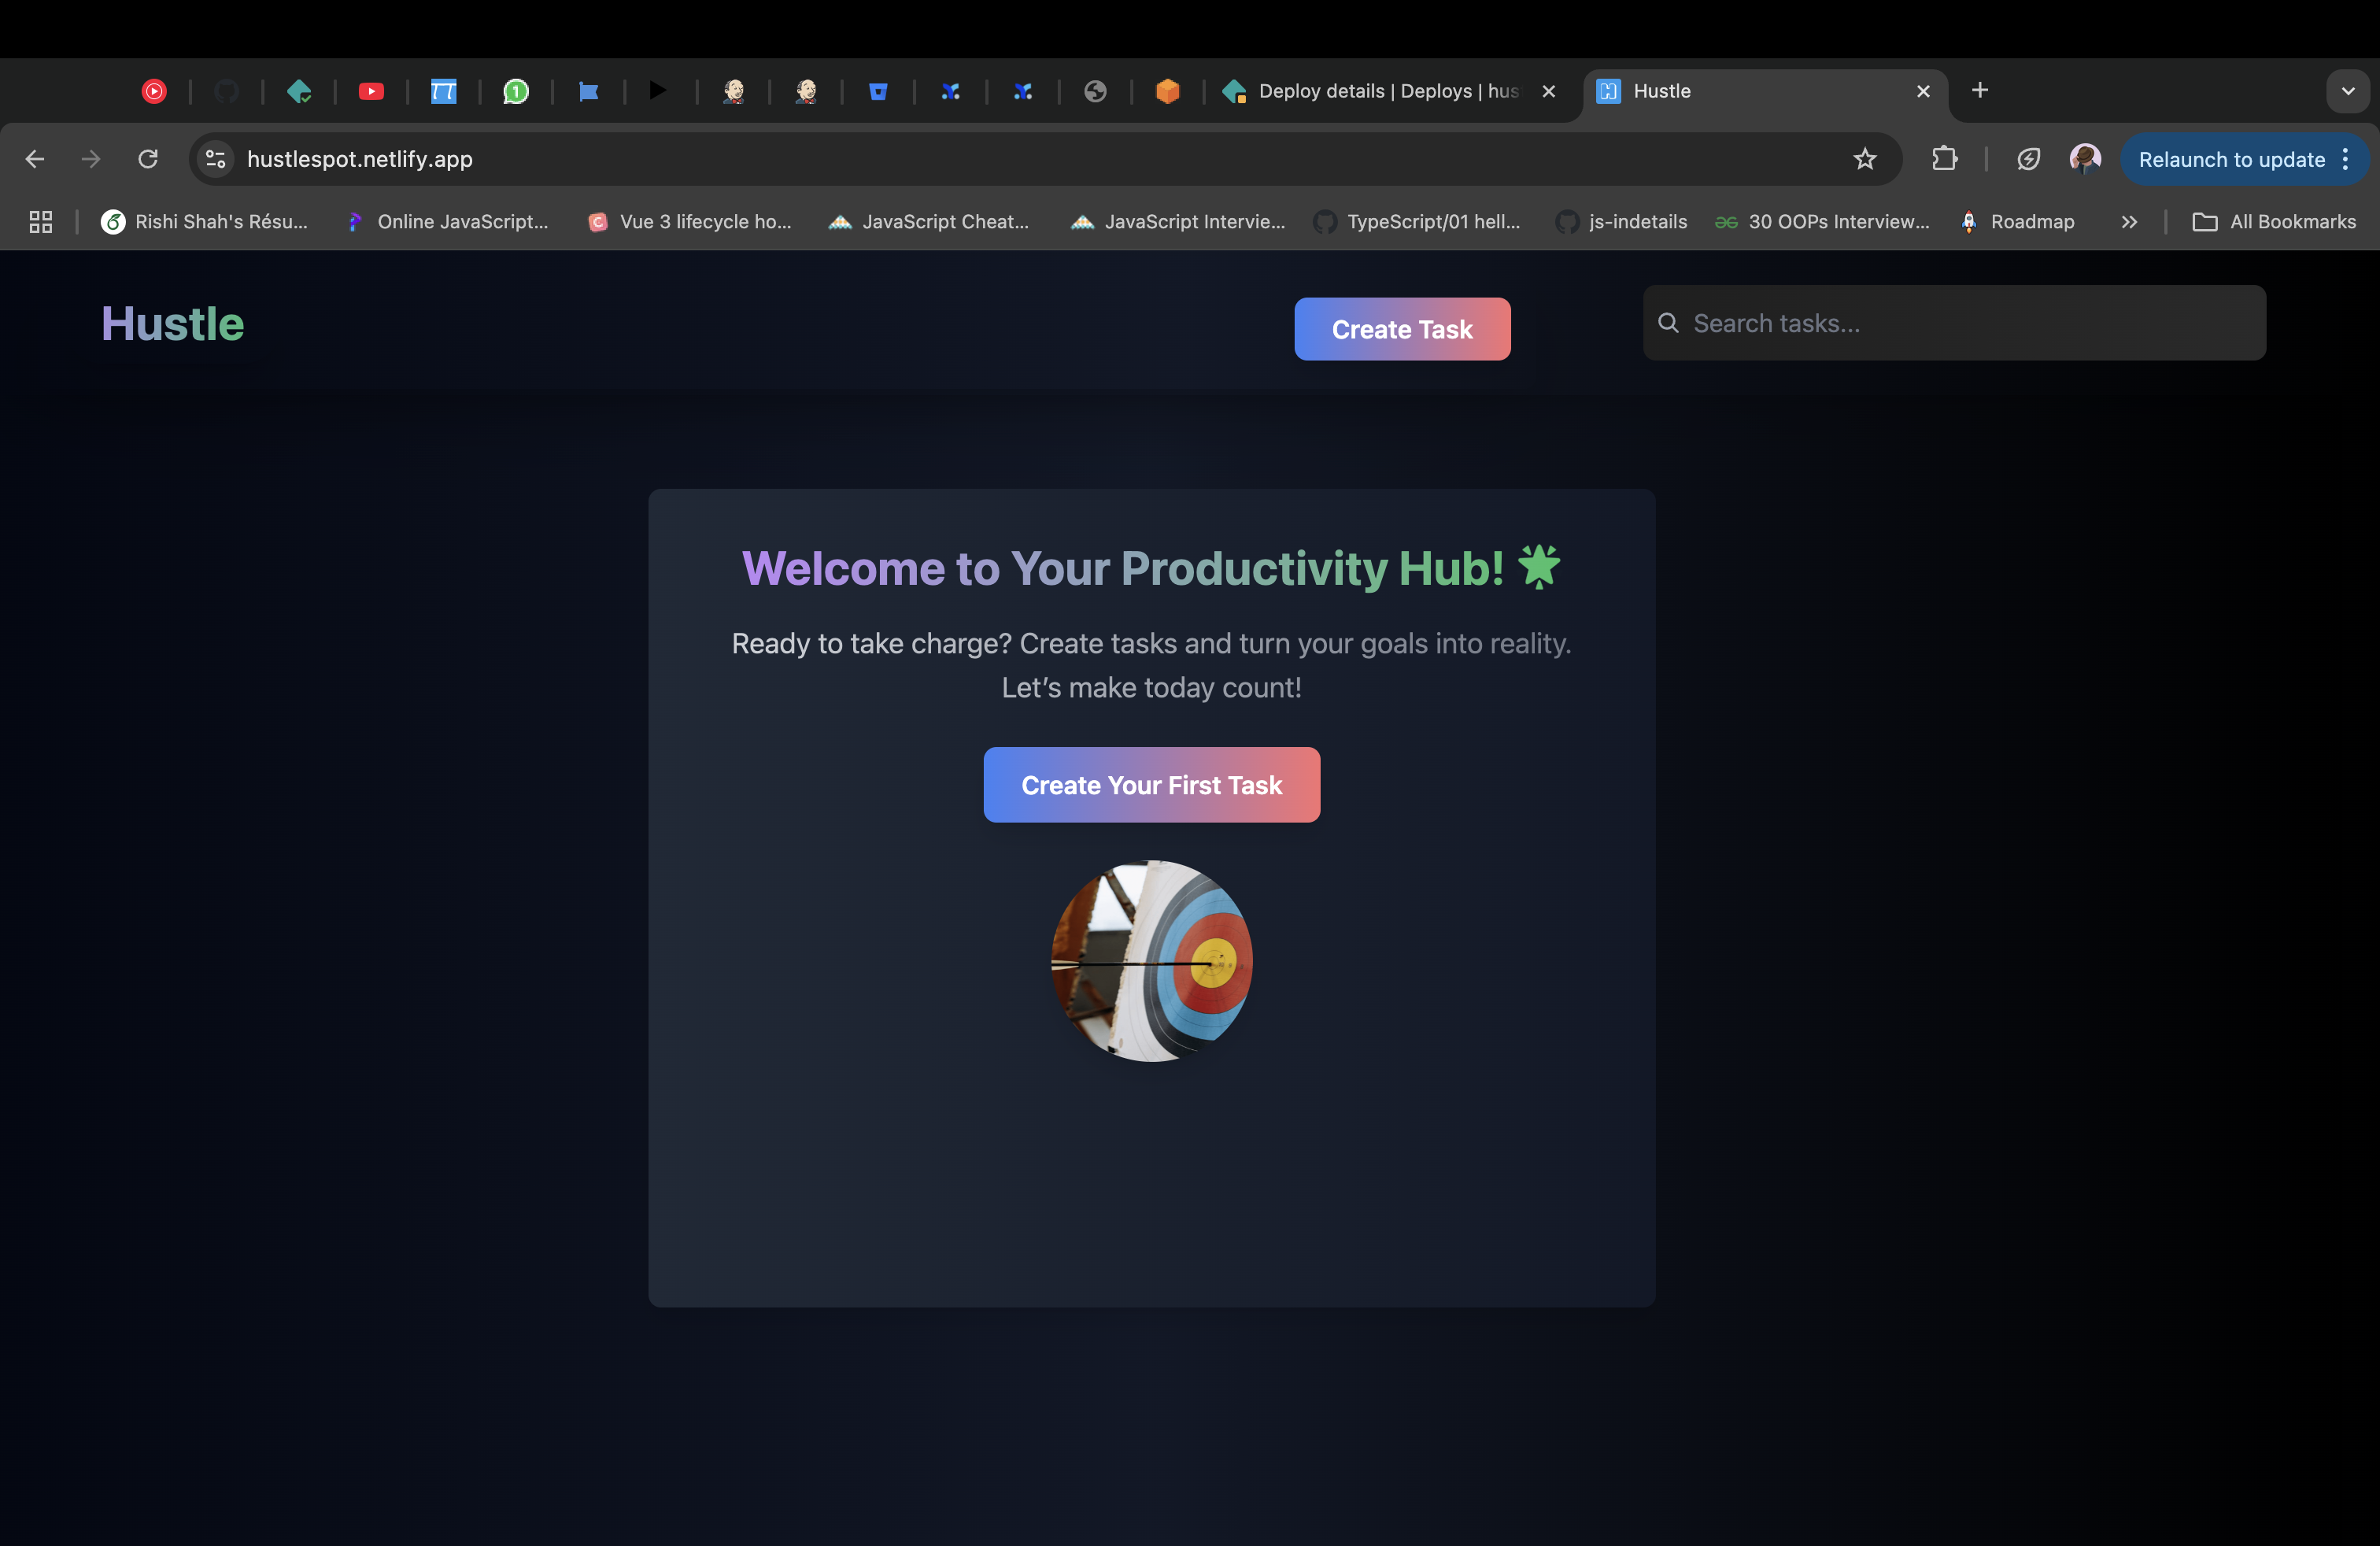 Deploy details | Deploys | hus
Hustle
hustlespot.netlify.app
Relaunch to update
Rishi Shah's Résu...
Online JavaScript...
Vue 3 lifecycle ho...
JavaScript Cheat...
JavaScript Intervie...
TypeScript/01 hell...
js-indetails
30 OOPs Interview...
Roadmap
All Bookmarks
Hustle
Create Task
Search tasks...
Welcome to Your Productivity Hub! 🌟
Ready to take charge? Create tasks and turn your goals into reality.
Let’s make today count!
Create Your First Task